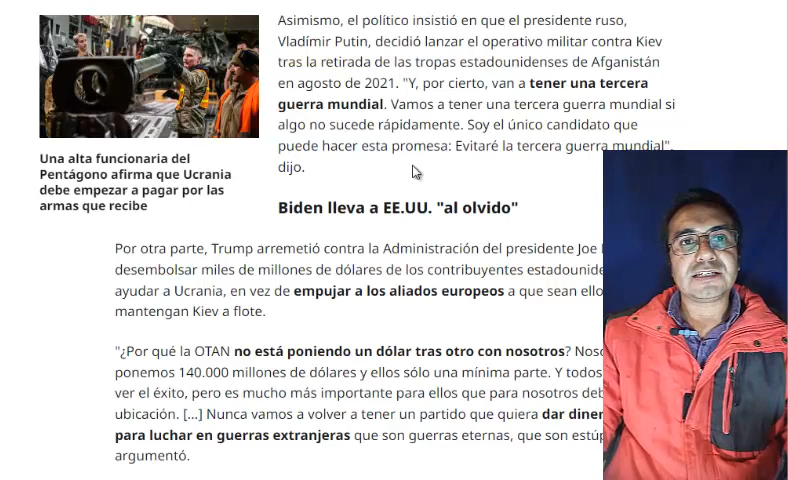 Asimismo, el político insistió en que el presidente ruso,
Vladímir Putin, decidió lanzar el operativo militar contra Kiev
tras la retirada de las tropas estadounidenses de Afganistán
en agosto de 2021. "Y, por cierto, van a tener una tercera
guerra mundial. Vamos a tener una tercera guerra mundial si
algo no sucede rápidamente. Soy el único candidato que
puede hacer esta promesa: Evitaré la tercera guerra mundial",
dijo.
Una alta funcionaria del
Pentágono afirma que Ucrania
debe empezar a pagar por las
armas que recibe
Biden lleva a EE.UU. "al olvido"
Por otra parte, Trump arremetió contra la Administración del presidente Joe
desembolsar miles de millones de dólares de los contribuyentes
ayudar a Ucrania, en vez de empujar a los aliados europeos a que sean
mantengan Kiev a flote.
"¿Por qué la OTAN no está poniendo un dólar tras otro con nosotros?
ponemos 140.000 millones de dólares y ellos sólo una mínima parte. Y todos
ver el éxito, pero es mucho más importante para ellos que para nosotros
ubicación. [...] Nunca vamos a volver a tener un partido que quiera dar
para luchar en guerras extranjeras que son guerras eternas, que son
argumentó.